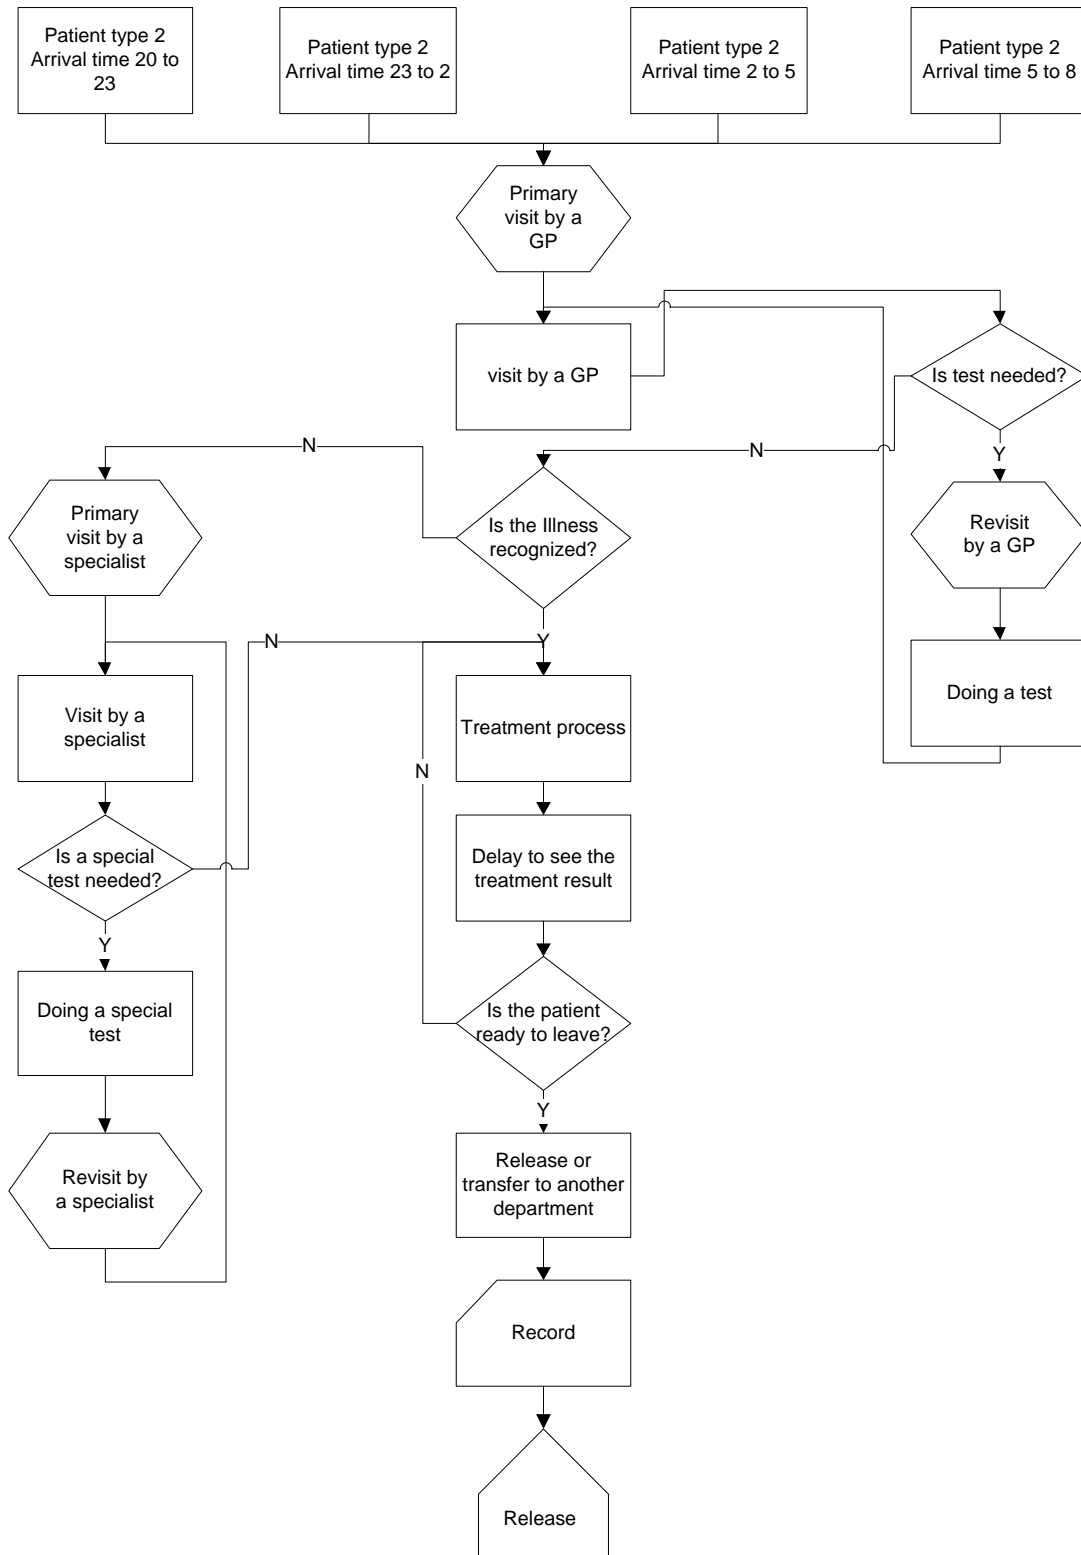 Patient type 2
Arrival time 20 to
23
Patient type 2
Arrival time 23 to 2
Patient type 2
Arrival time 2 to 5
Patient type 2
Arrival time 5 to 8
Primary
visit by a
GP
visit by a GP
Is test needed?
N
N
Y
Primary
visit by a
specialist
Is the Illness
recognized?
Revisit
by a GP
N
Y
Visit by a
specialist
Treatment process
Doing a test
N
Is a special
test needed?
Delay to see the
treatment result
Y
Doing a special
test
Is the patient
ready to leave?
Y
Revisit by
a specialist
Release or
transfer to another
department
Record
Release